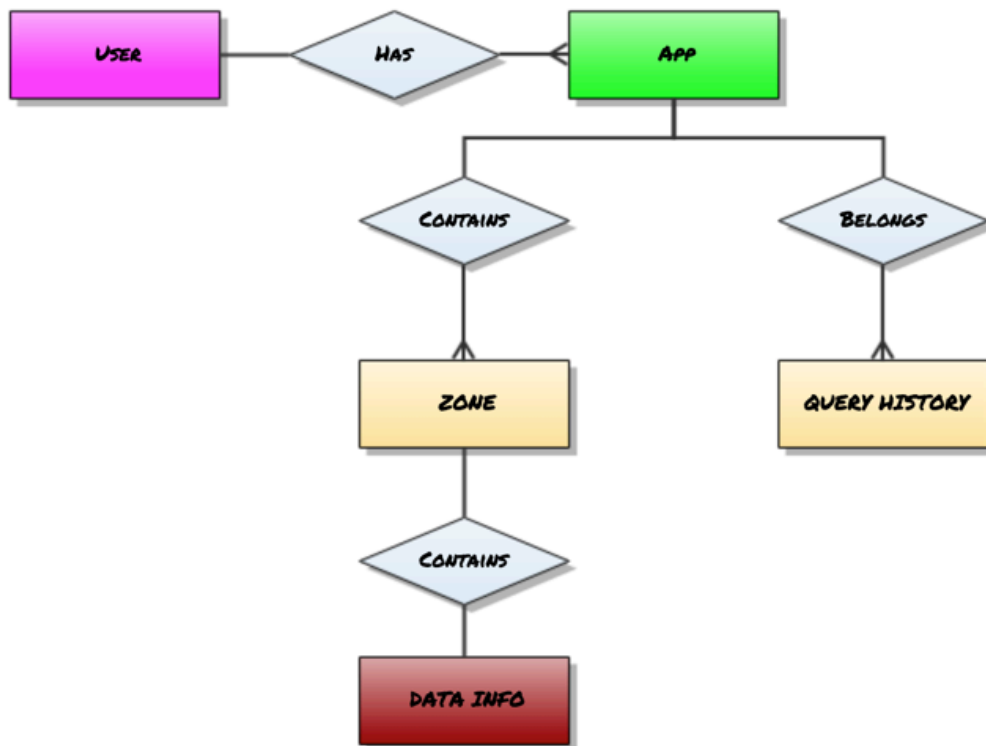 User
Has
App
Contains
Belongs
ZONE
QUERY HISTORY
Contains
DATA INFO